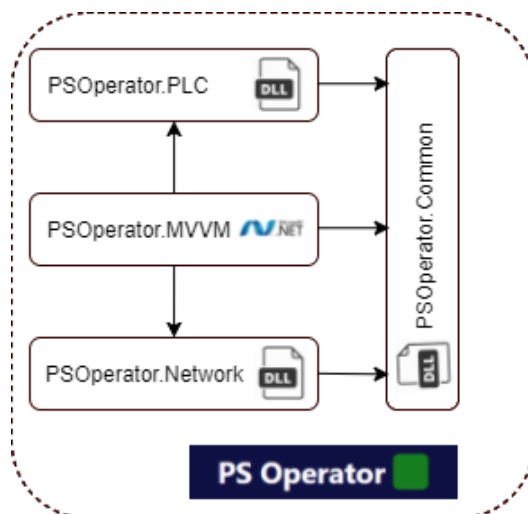 PSOperator.PLC
DLL
PSOperator.MVVM
.NET
PSOperator.Network
DLL
PSOperator.Common
DLL
PS Operator